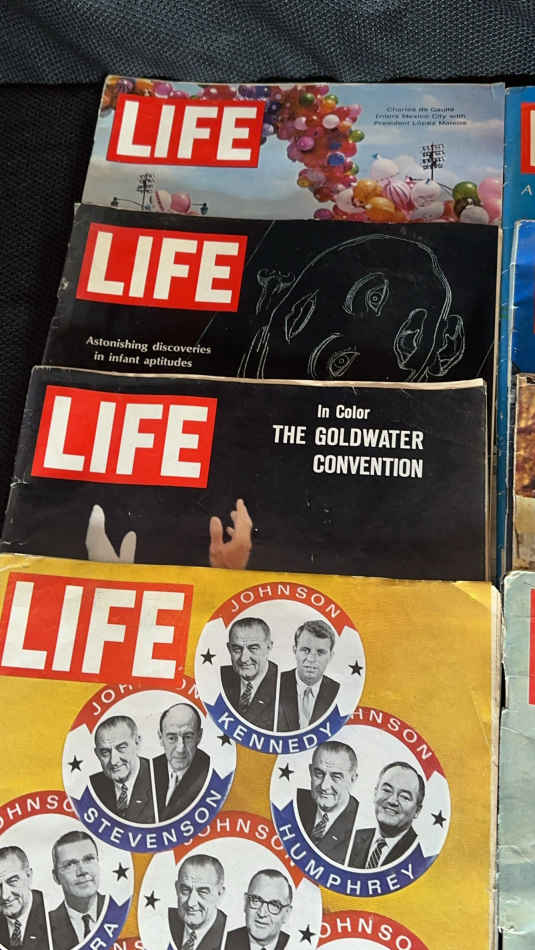 LIFE
Charles de Gaulle
Enters Mexico City with
President López Mateos
LIFE
Astonishing discoveries
in infant aptitudes
LIFE
In Color
THE GOLDWATER
CONVENTION
LIFE
JOHNSON
KENNEDY
JOHNSON
STEVENSON
JOHNSON
HUMPHREY
JOHNSON
JOHNSON